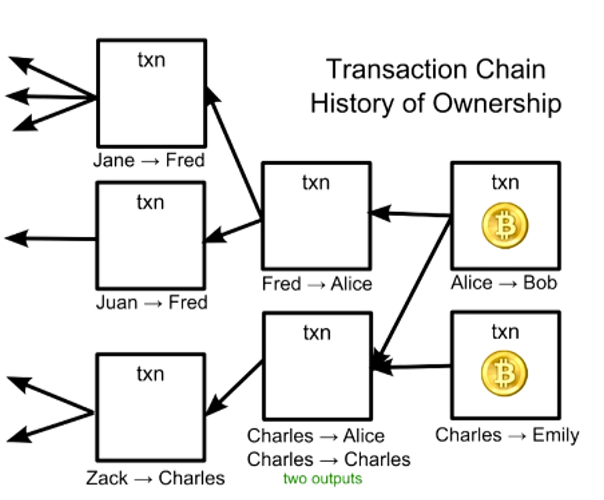 Transaction Chain
History of Ownership
txn
Jane → Fred
txn
Juan → Fred
txn
Zack → Charles
txn
Fred → Alice
txn
Charles → Alice
Charles → Charles
two outputs
txn
₿
Alice → Bob
txn
₿
Charles → Emily